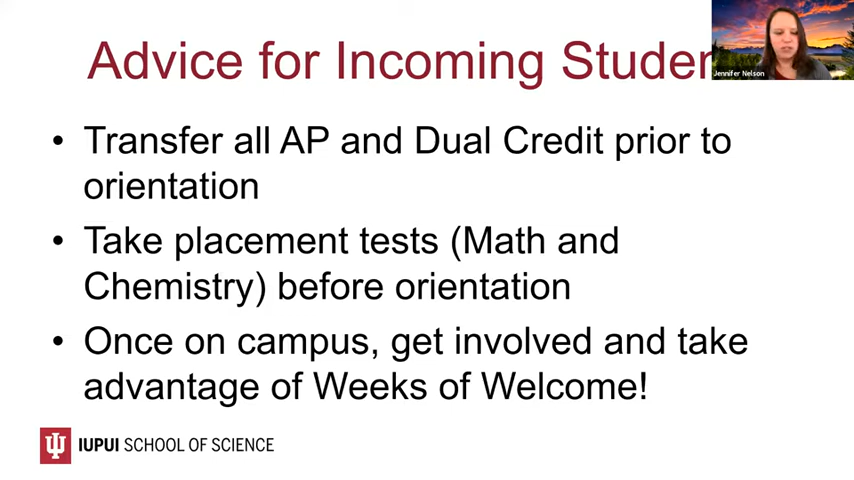 Advice for Incoming Studen
Jennifer Nelson
• Transfer all AP and Dual Credit prior to
orientation
• Take placement tests (Math and
Chemistry) before orientation
• Once on campus, get involved and take
advantage of Weeks of Welcome!
IUPUI SCHOOL OF SCIENCE